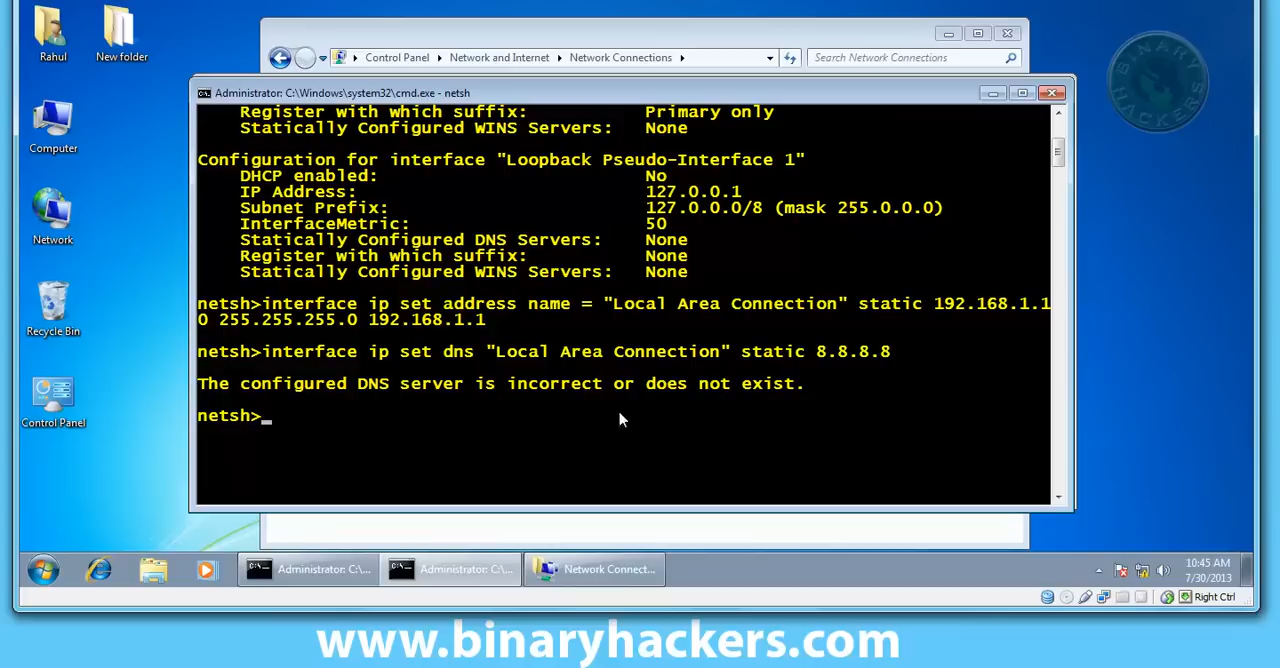 Rahul
New folder
Control Panel
Network and Internet
Network Connections
Search Network Connections
BINARY
HACKERS
Administrator: C:\Windows\system32\cmd.exe - netsh
Register with which suffix: Primary only
Statically Configured WINS Servers: None
Configuration for interface "Loopback Pseudo-Interface 1"
DHCP enabled: No
IP Address: 127.0.0.1
Subnet Prefix: 127.0.0.0/8 (mask 255.0.0.0)
InterfaceMetric: 50
Statically Configured DNS Servers: None
Register with which suffix: None
Statically Configured WINS Servers: None
netsh>interface ip set address name = "Local Area Connection" static 192.168.1.1
0 255.255.255.0 192.168.1.1
netsh>interface ip set dns "Local Area Connection" static 8.8.8.8
The configured DNS server is incorrect or does not exist.
netsh>_
Computer
Network
Recycle Bin
Control Panel
Administrator: C:\...
Administrator: C:\...
Network Connect...
10:45 AM
7/30/2013
Right Ctrl
www.binaryhackers.com